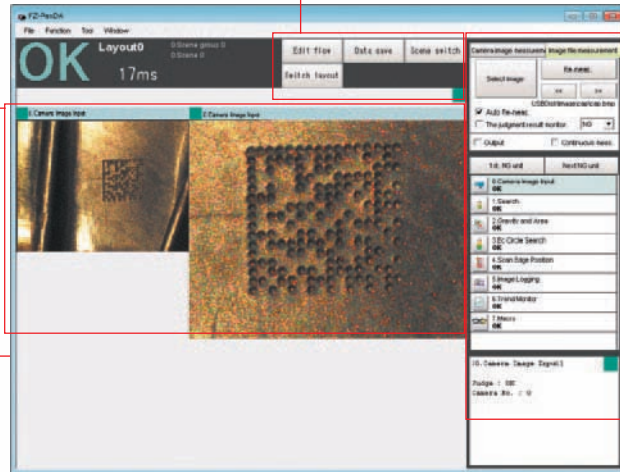 FZ-PanDA
File Function Tool Window
OK
Layout0
0.Scene group 0
0.Scene 0
17ms
Edit flow
Data save
Scene switch
Switch layout
Camera image measurement
Image file measurement
Select image
Re-meas.
<<
>>
Auto Re-meas.
The judgment result monitor.
NG
Output
Continuous meas.
1st. NG unit
Next NG unit
0.Camera Image Input
0.Camera Image Input
0.Camera Image Input
OK
1.Search
OK
2.Gravity and Area
OK
3.Ec Circle Search
OK
4.Scan Edge Position
OK
5.Image Logging
OK
6.Trend Monitor
OK
7.Macro
OK
[0.Camera Image Input]
Judge : OK
Camera No. : 0